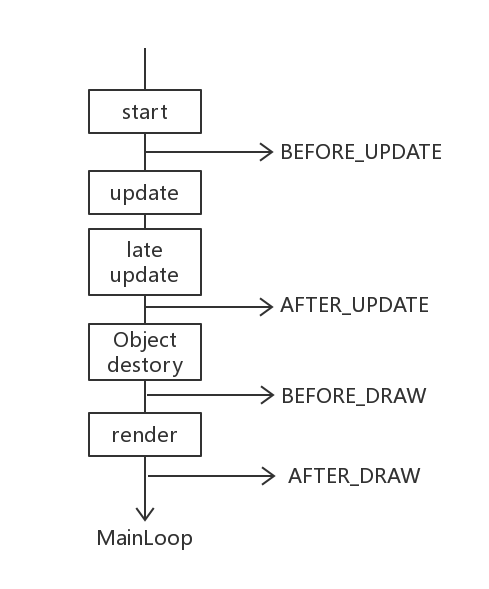 start
BEFORE_UPDATE
update
late
update
AFTER_UPDATE
Object
destory
BEFORE_DRAW
render
AFTER_DRAW
MainLoop